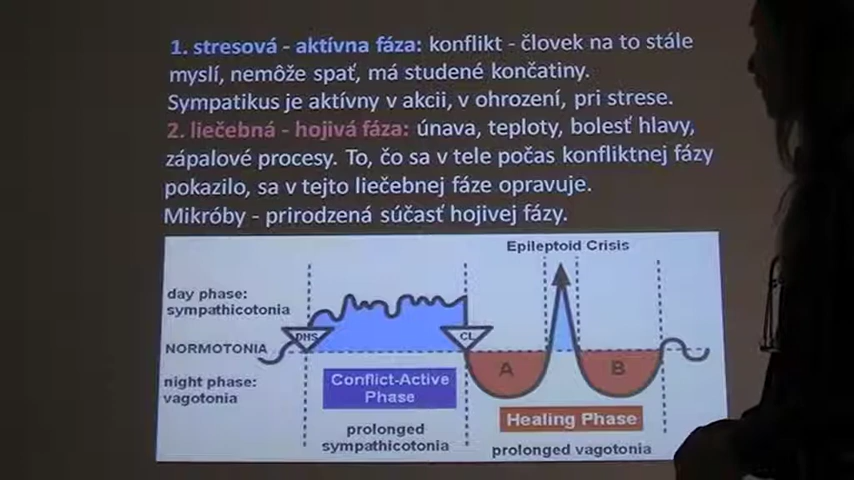 1. stresová - aktívna fáza: konflikt - človek na to stále
myslí, nemôže spať, má studené končatiny.
Sympatikus je aktívny v akcii, v ohrození, pri strese.
2. liečebná - hojivá fáza: únava, teploty, bolesť hlavy,
zápalové procesy. To, čo sa v tele počas konfliktnej fázy
pokazilo, sa v tejto liečebnej fáze opravuje.
Mikróby - prirodzená súčasť hojivej fázy.
Epileptoid Crisis
day phase:
sympathicotonia
DHS
CL
NORMOTONIA
night phase:
vagotonia
A
B
Conflict-Active
Phase
Healing Phase
prolonged
sympathicotonia
prolonged vagotonia